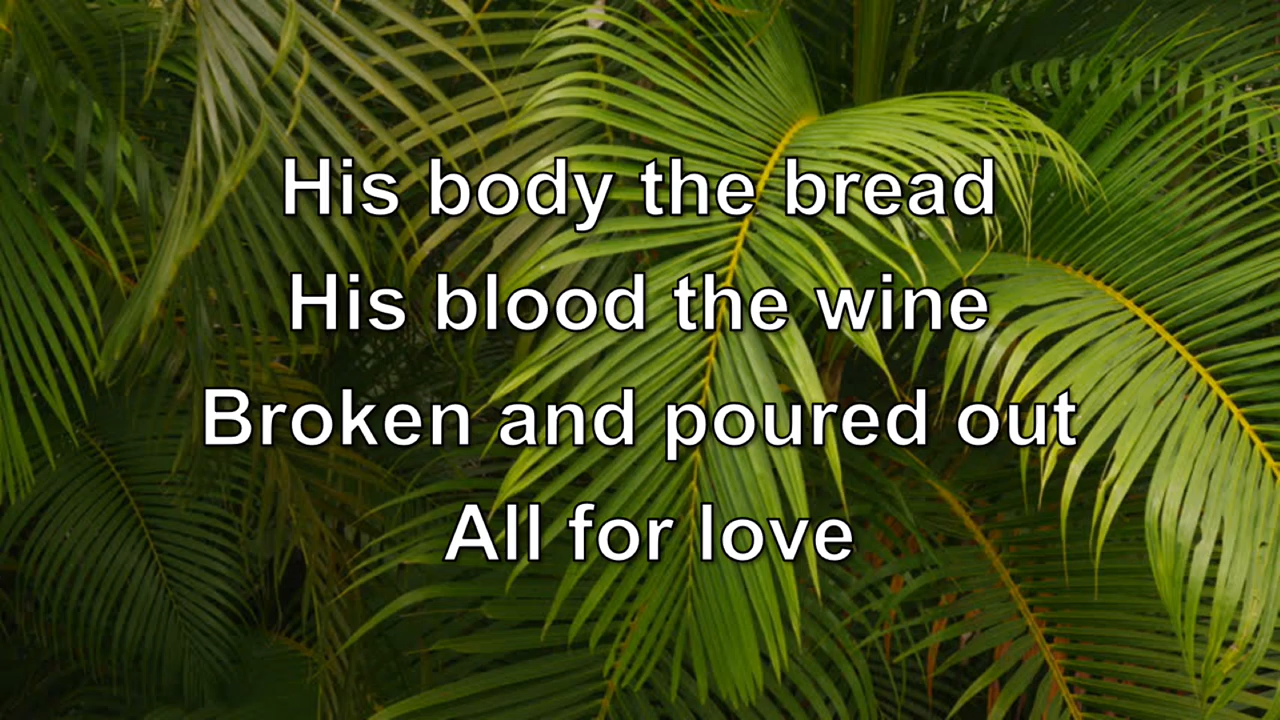 His body the bread
His blood the wine
Broken and poured out
All for love